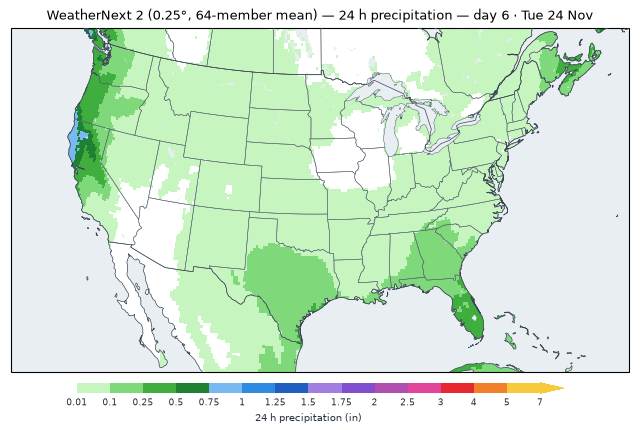 WeatherNext 2 (0.25°, 64-member mean) — 24 h precipitation — day 6 · Tue 24 Nov
0.01 0.1 0.25 0.5 0.75 1 1.25 1.5 1.75 2 2.5 3 4 5 7
24 h precipitation (in)